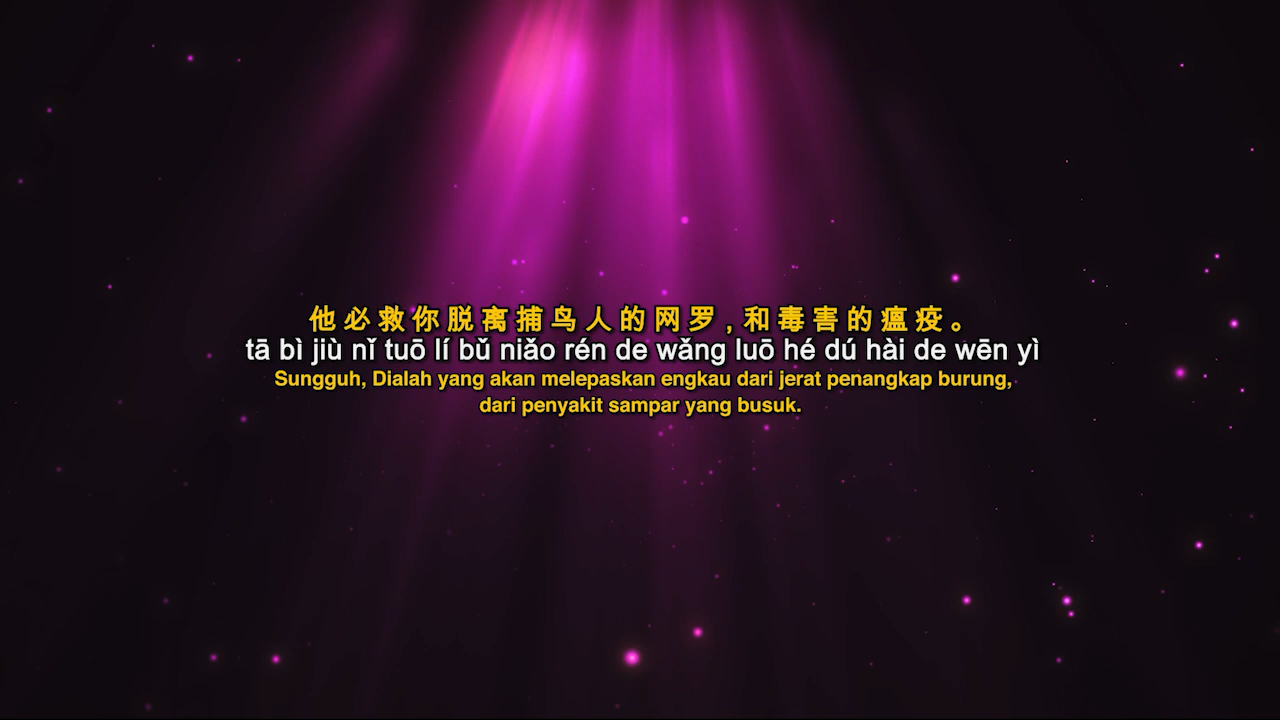 他必救你脱离捕鸟人的网罗,和毒害的瘟疫。
tā bì jiù nǐ tuō lí bǔ niǎo rén de wǎng luō hé dú hài de wēn yì
Sungguh, Dialah yang akan melepaskan engkau dari jerat penangkap burung,
dari penyakit sampar yang busuk.